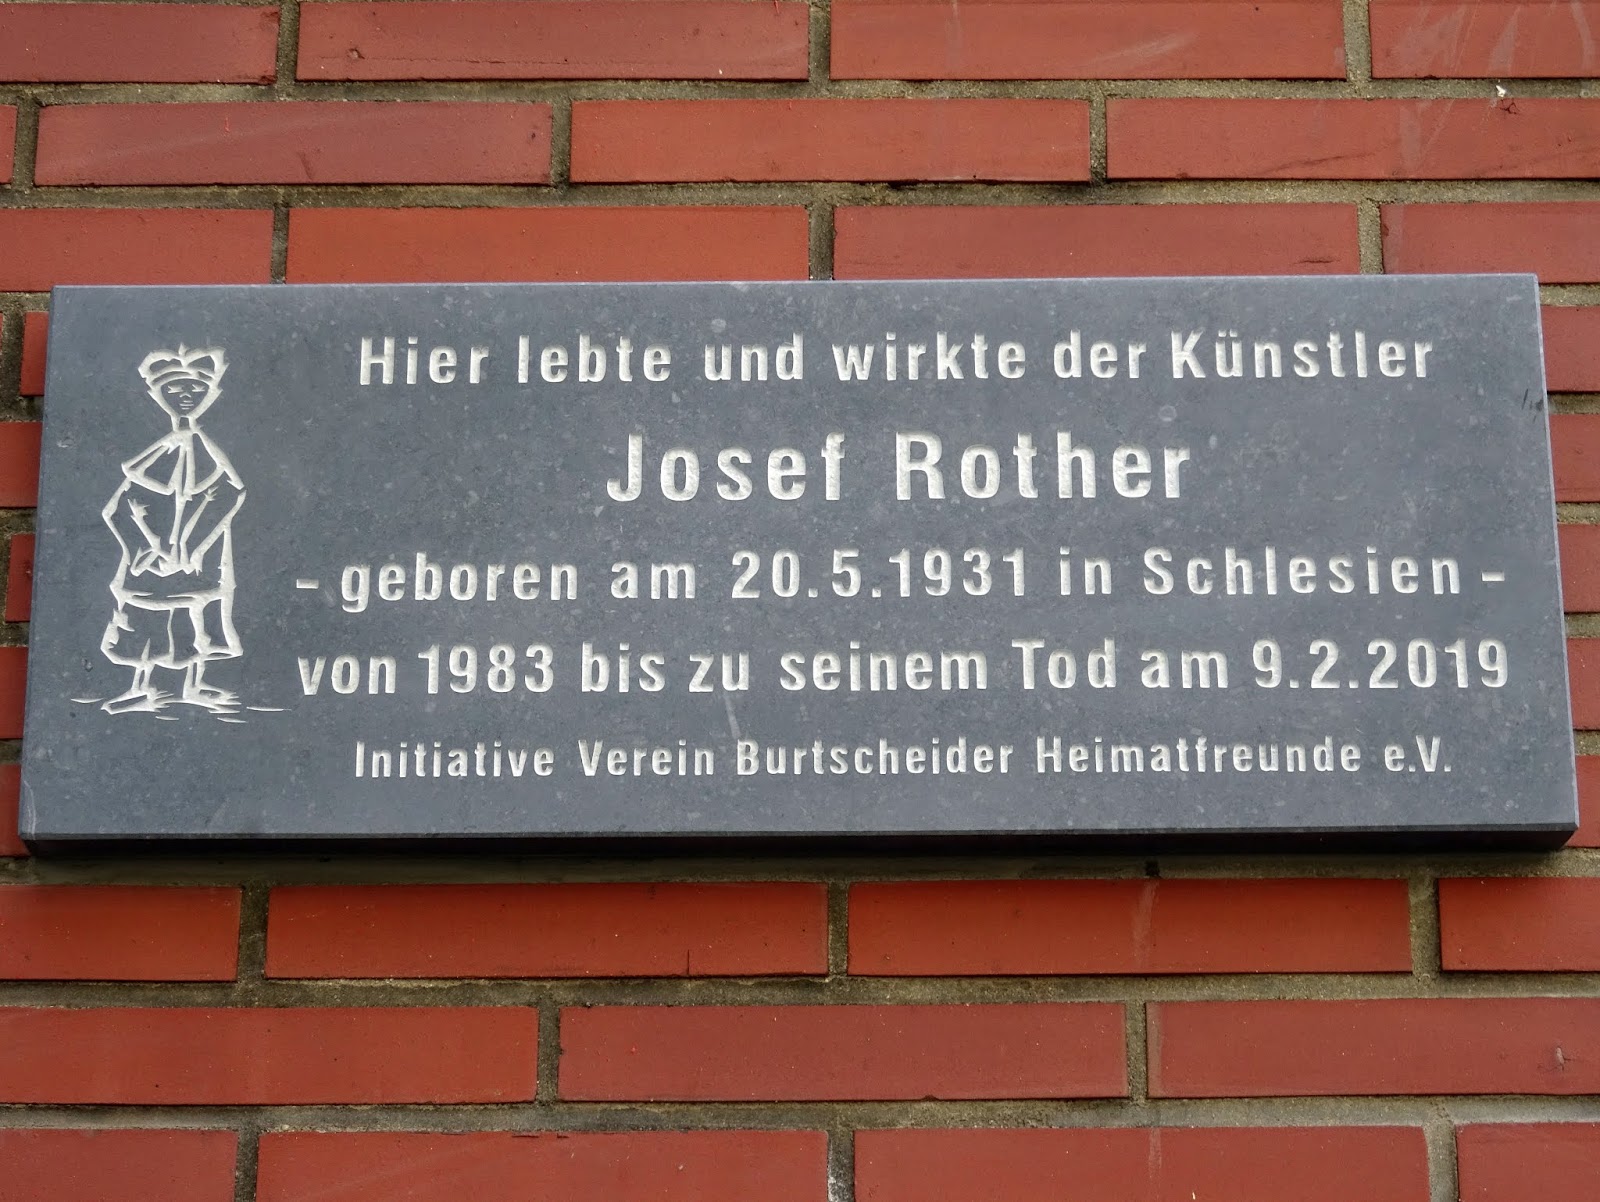 Hier lebte und wirkte der Künstler
Josef Rother
- geboren am 20.5.1931 in Schlesien -
von 1983 bis zu seinem Tod am 9.2.2019
Initiative Verein Burtscheider Heimatfreunde e.V.